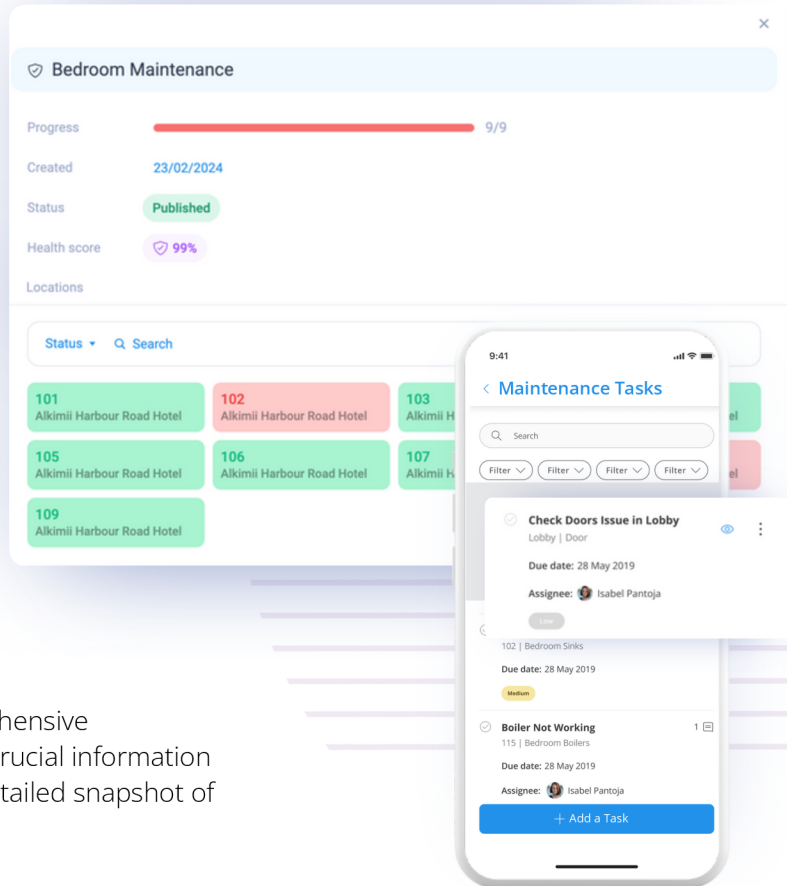 Bedroom Maintenance
Progress 9/9
Created 23/02/2024
Status Published
Health score 99%
Locations
Status Search
101 102 103
Alkimii Harbour Road Hotel Alkimii Harbour Road Hotel Alkimii H el
105 106 107
Alkimii Harbour Road Hotel Alkimii Harbour Road Hotel Alkimii H el
109
Alkimii Harbour Road Hotel
9:41
Maintenance Tasks
Search
Filter Filter Filter Filter
Check Doors Issue in Lobby
Lobby | Door
Due date: 28 May 2019
Assignee: Isabel Pantoja
Low
102 | Bedroom Sinks
Due date: 28 May 2019
Medium
Boiler Not Working 1
115 | Bedroom Boilers
Due date: 28 May 2019
Assignee: Isabel Pantoja
+ Add a Task
hensive
rucial information
tailed snapshot of